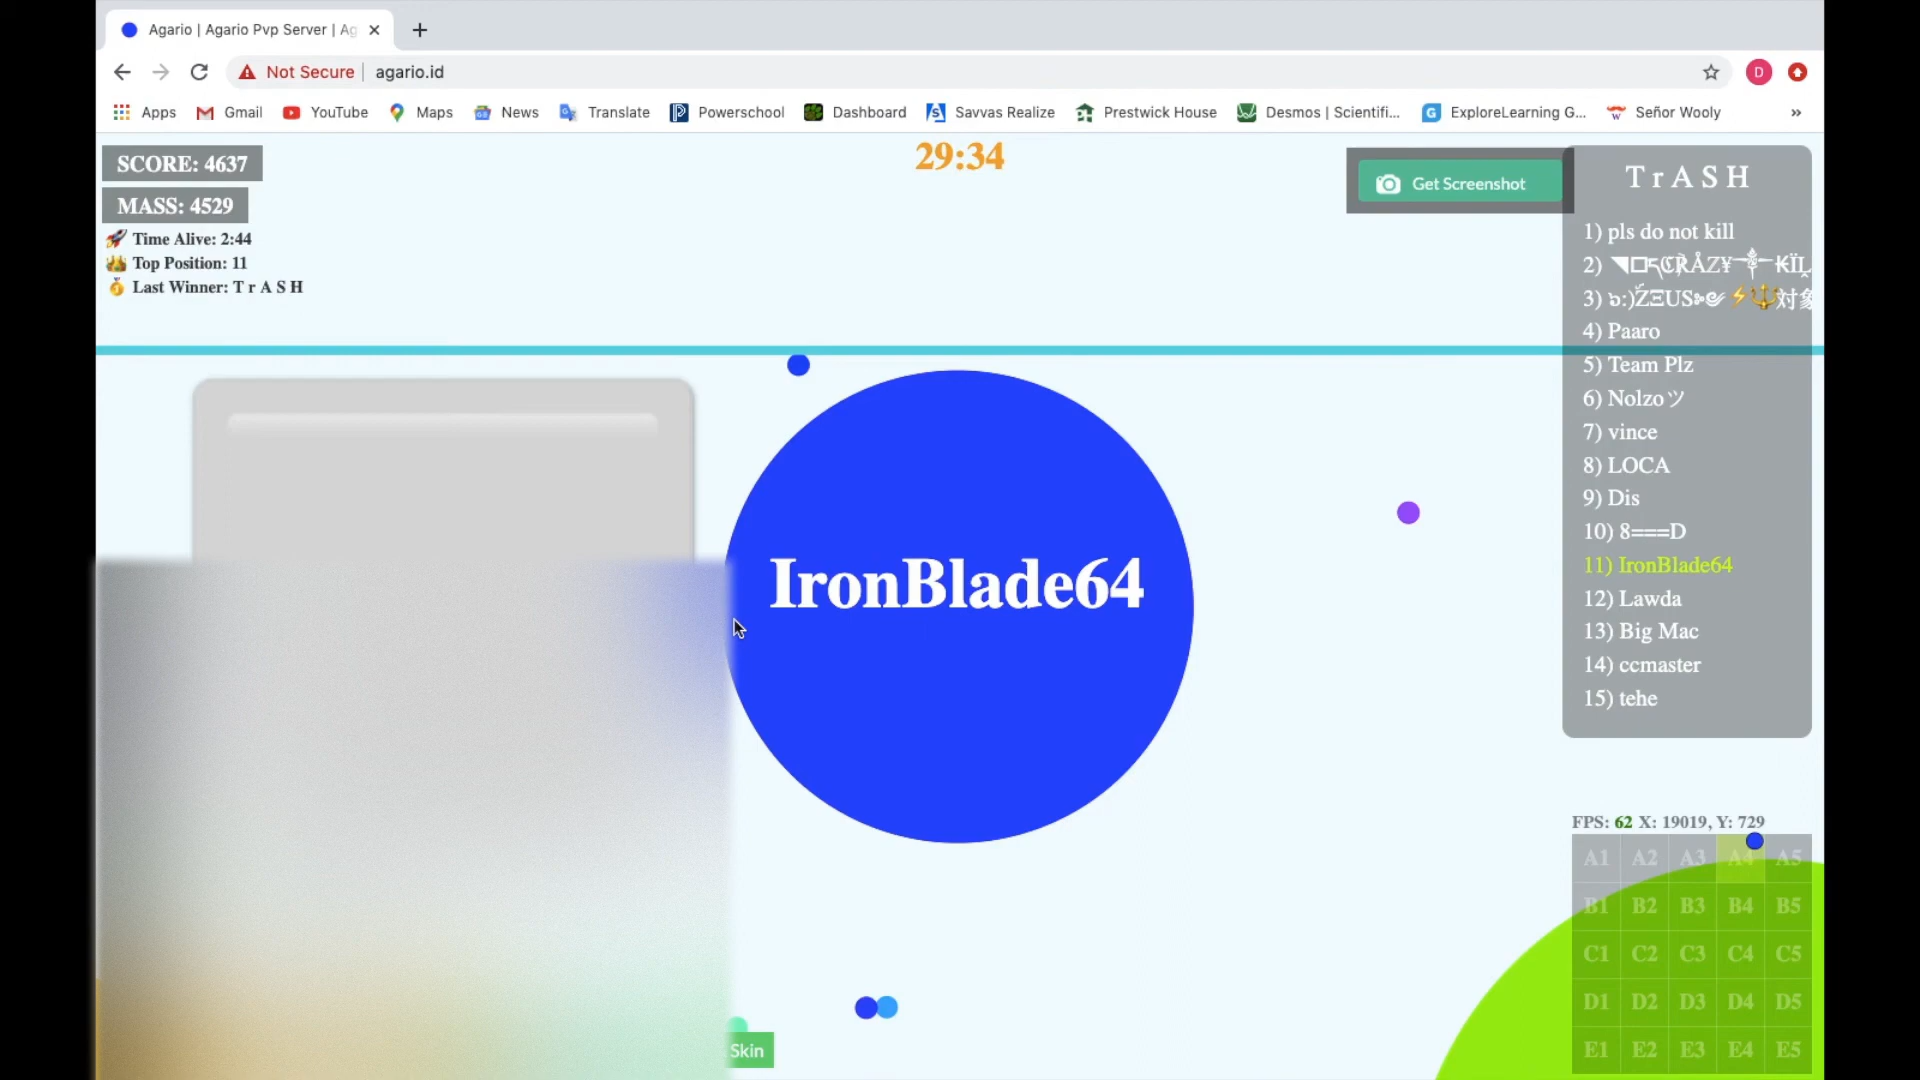 Agario | Agario Pvp Server | Ag
Not Secure | agario.id
D
Apps Gmail YouTube Maps News Translate Powerschool Dashboard Savvas Realize Prestwick House Desmos | Scientifi... ExploreLearning G... Señor Wooly »
SCORE: 4637
MASS: 4529
Time Alive: 2:44
Top Position: 11
Last Winner: T r A S H
29:34
Get Screenshot
T r A S H
1) pls do not kill
2)
3) ZΞUS
4) Paaro
5) Team Plz
6) Nolzoツ
7) vince
8) LOCA
9) Dis
10) 8===D
11) IronBlade64
12) Lawda
13) Big Mac
14) ccmaster
15) tehe
IronBlade64
FPS: 62 X: 19019, Y: 729
A1 A2 A3 A4 A5
B1 B2 B3 B4 B5
C1 C2 C3 C4 C5
D1 D2 D3 D4 D5
E1 E2 E3 E4 E5
Skin